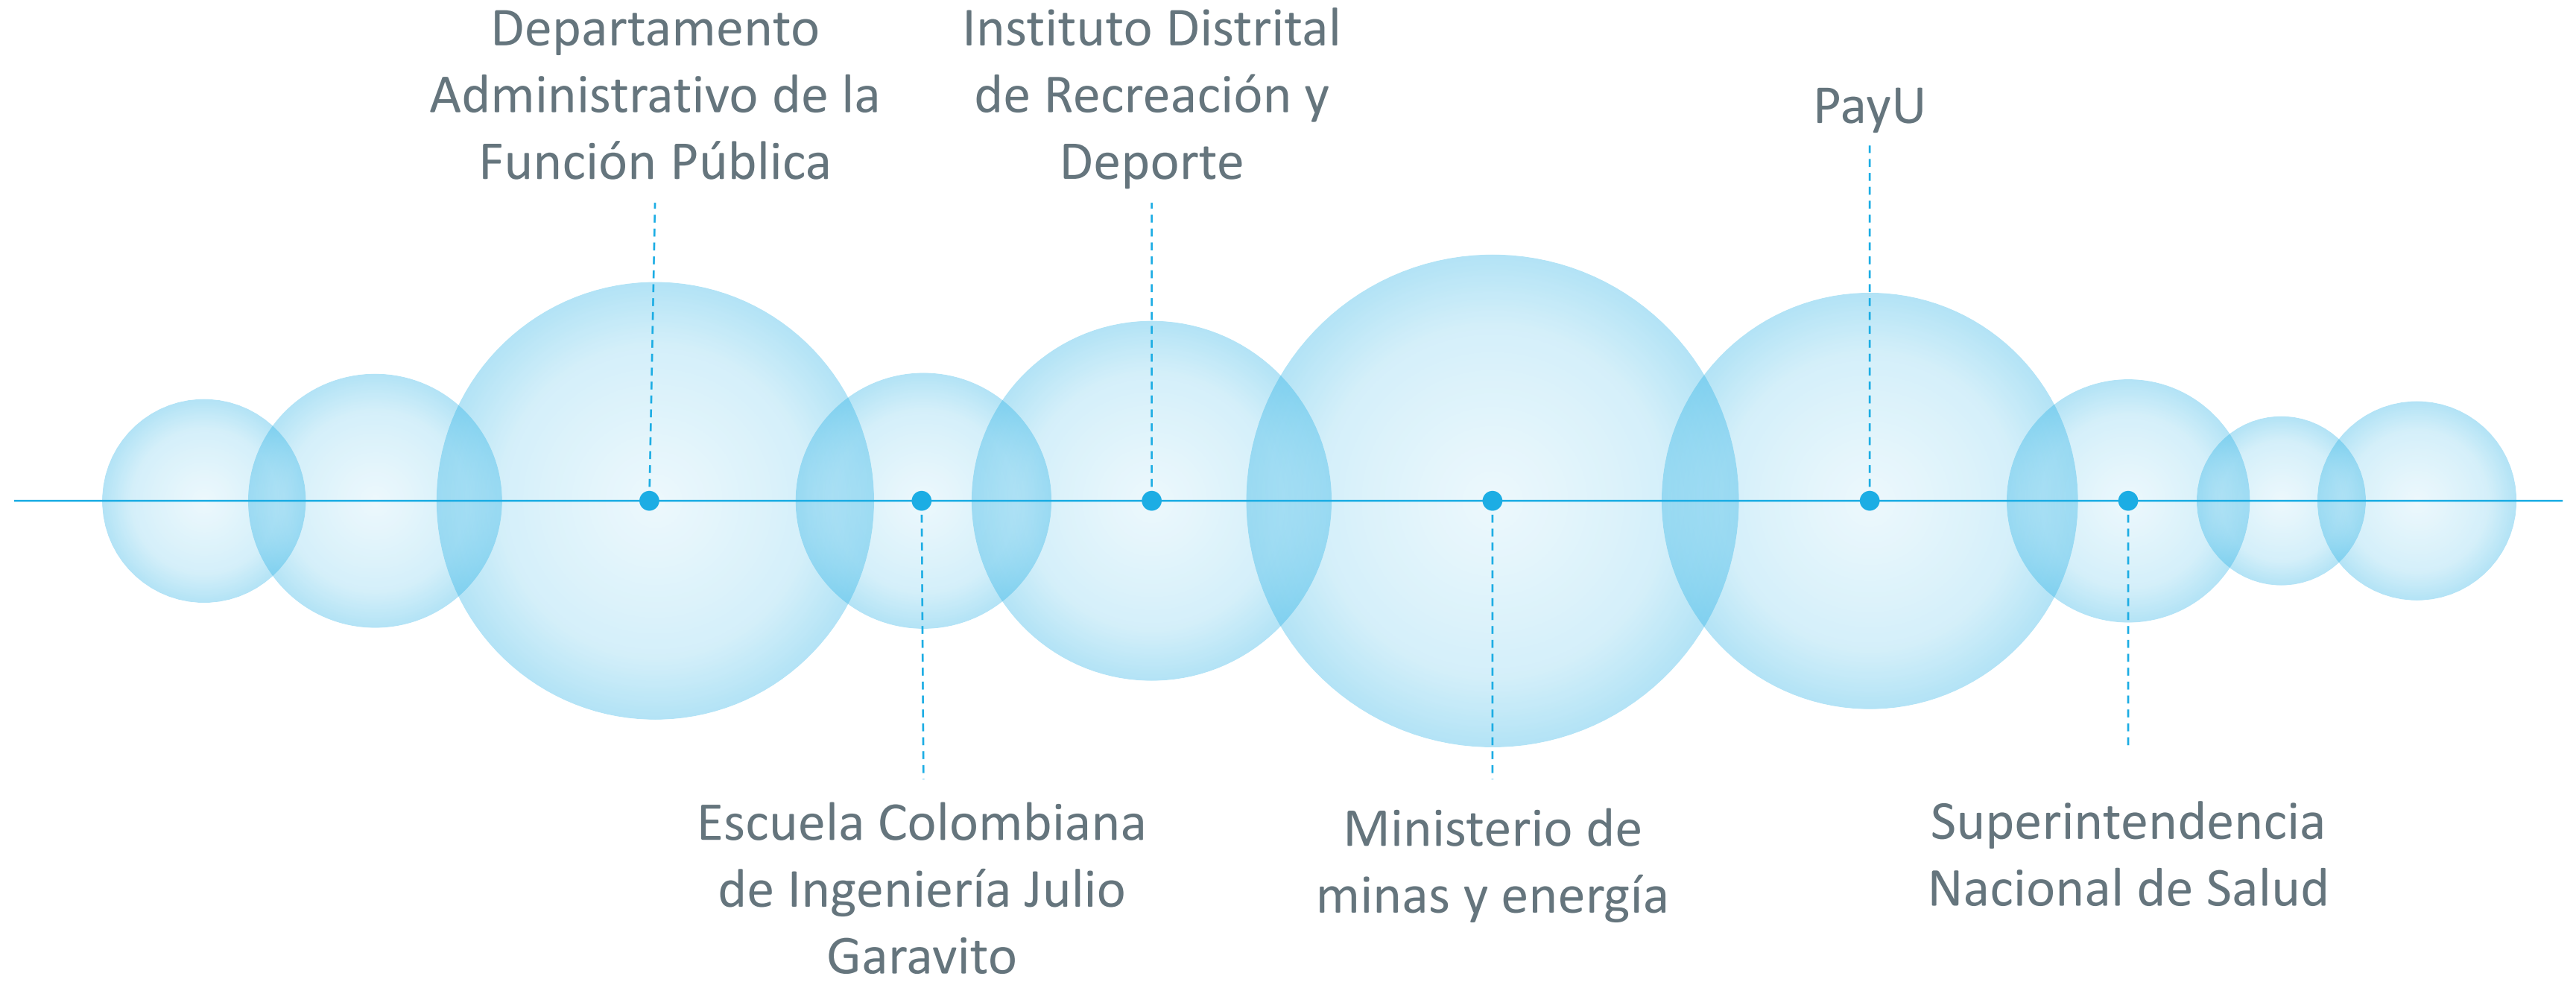 Departamento
Administrativo de la
Función Pública
Instituto Distrital
de Recreación y
Deporte
PayU
Escuela Colombiana
de Ingeniería Julio
Garavito
Ministerio de
minas y energía
Superintendencia
Nacional de Salud